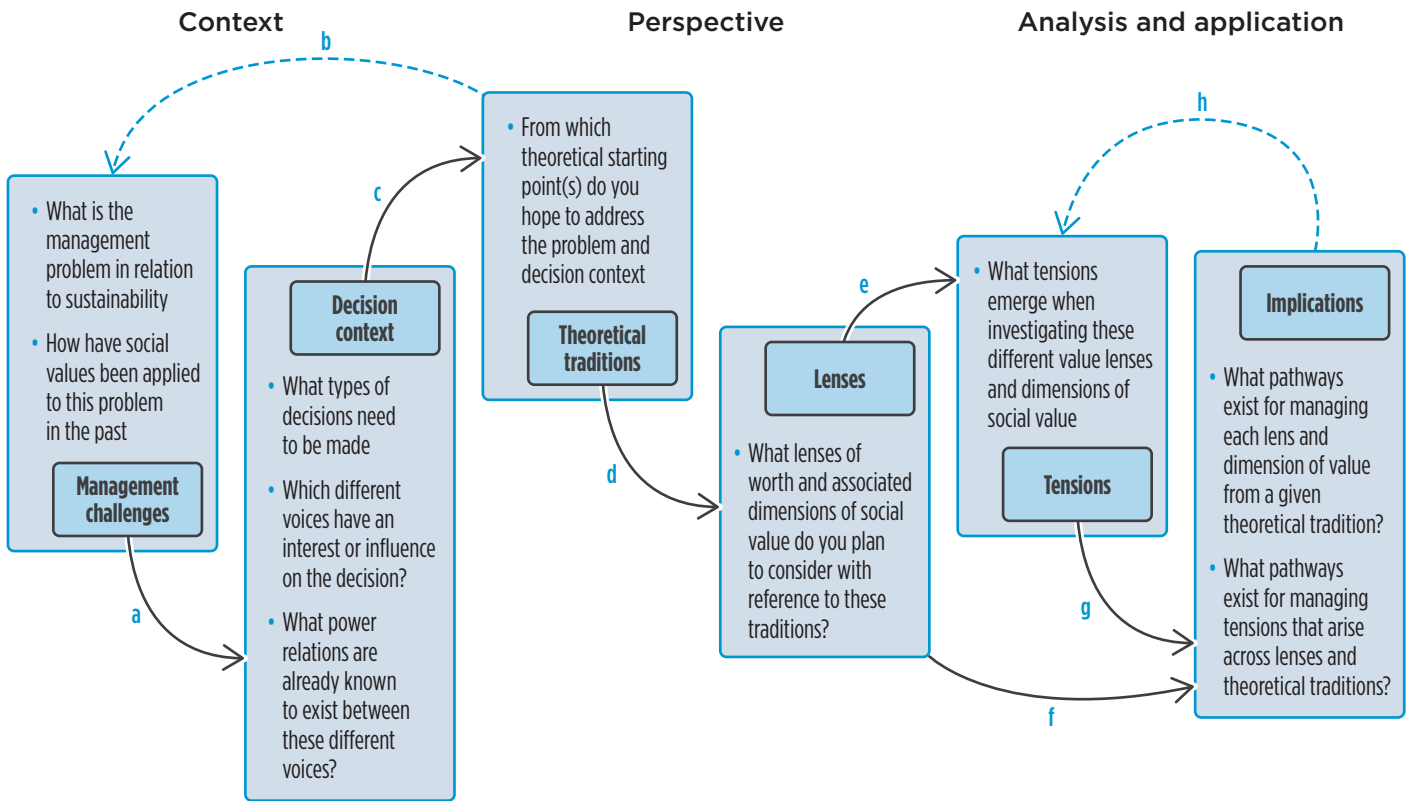 Context
Perspective
Analysis and application
b
h
c
a
e
d
g
f
• What is the
management
problem in relation
to sustainability
• How have social
values been applied
to this problem
in the past
Management
challenges
Decision
context
• What types of
decisions need
to be made
• Which different
voices have an
interest or influence
on the decision?
• What power
relations are
already known
to exist between
these different
voices?
• From which
theoretical starting
point(s) do you
hope to address
the problem and
decision context
Theoretical
traditions
Lenses
• What lenses of
worth and associated
dimensions of social
value do you plan
to consider with
reference to these
traditions?
• What tensions
emerge when
investigating these
different value lenses
and dimensions of
social value
Tensions
Implications
• What pathways
exist for managing
each lens and
dimension of value
from a given
theoretical tradition?
• What pathways
exist for managing
tensions that arise
across lenses and
theoretical traditions?